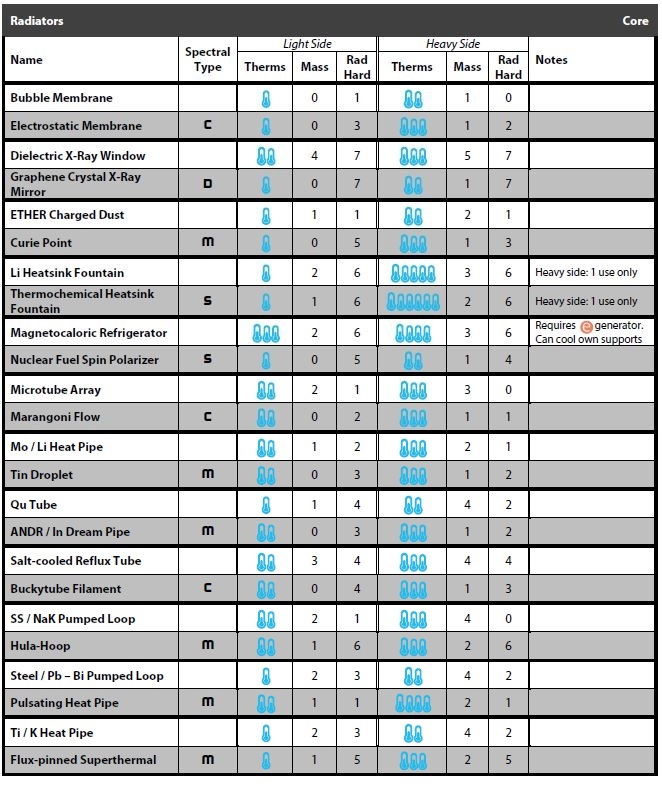 Radiators Core
Light Side Heavy Side
Name Spectral Type Therms Mass Rad Hard Therms Mass Rad Hard Notes
Bubble Membrane 0 1 1 0
Electrostatic Membrane C 0 3 1 2
Dielectric X-Ray Window 4 7 5 7
Graphene Crystal X-Ray
Mirror D 0 7 1 7
ETHER Charged Dust 1 1 2 1
Curie Point M 0 5 1 3
Li Heatsink Fountain 2 6 3 6 Heavy side: 1 use only
Thermochemical Heatsink
Fountain S 1 6 2 6 Heavy side: 1 use only
Magnetocaloric Refrigerator 2 6 3 6 Requires e generator.
Can cool own supports
Nuclear Fuel Spin Polarizer S 0 5 1 4
Microtube Array 2 1 3 0
Marangoni Flow C 0 2 1 1
Mo / Li Heat Pipe 1 2 2 1
Tin Droplet M 0 3 1 2
Qu Tube 1 4 4 2
ANDR / In Dream Pipe M 0 3 1 2
Salt-cooled Reflux Tube 3 4 4 4
Buckytube Filament C 0 4 1 3
SS / NaK Pumped Loop 2 1 4 0
Hula-Hoop M 1 6 2 6
Steel / Pb – Bi Pumped Loop 2 3 4 2
Pulsating Heat Pipe M 1 1 2 1
Ti / K Heat Pipe 2 3 4 2
Flux-pinned Superthermal M 1 5 2 5